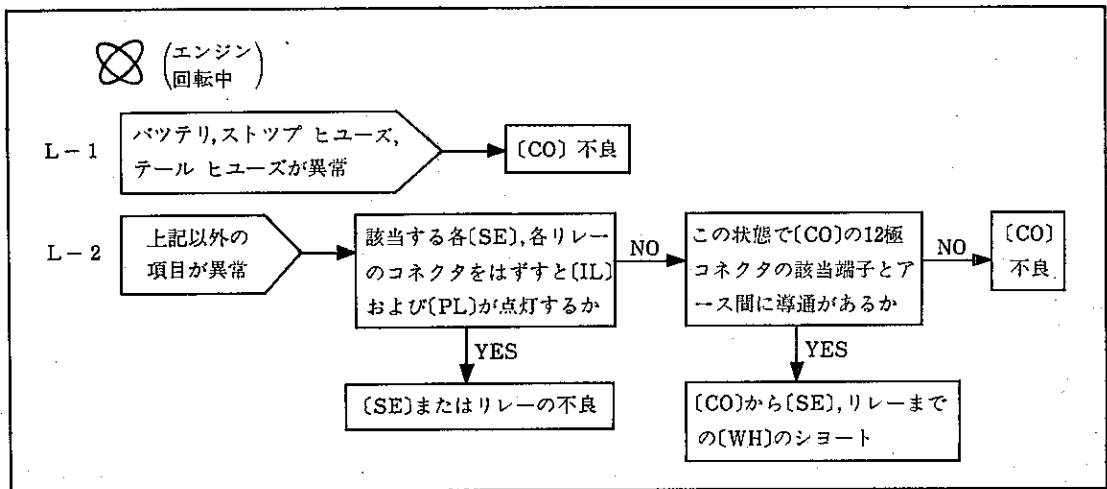 (エンジン
回転中)
L-1
バツテリ,ストツプ ヒユーズ,
テール ヒユーズが異常
〔CO〕不良
L-2
上記以外の
項目が異常
該当する各〔SE〕,各リレー
のコネクタをはずすと〔IL〕
および〔PL〕が点灯するか
NO
この状態で〔CO〕の12極
コネクタの該当端子とア
ース間に導通があるか
NO
〔CO〕
不良
YES
〔SE〕またはリレーの不良
YES
〔CO〕から〔SE〕,リレーまで
の〔WH〕のシヨート